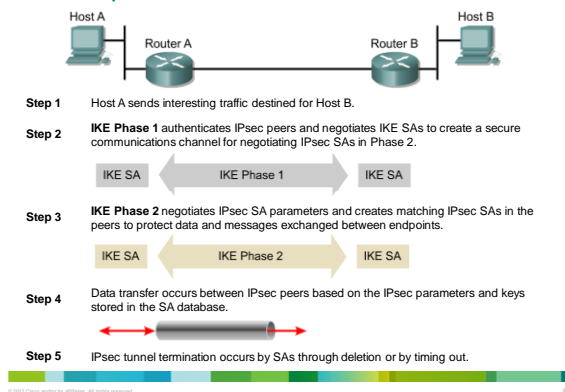 Host A
Host B
Router A
Router B
Step 1
Host A sends interesting traffic destined for Host B.
Step 2
IKE Phase 1 authenticates IPsec peers and negotiates IKE SAs to create a secure
communications channel for negotiating IPsec SAs in Phase 2.
IKE SA
IKE Phase 1
IKE SA
Step 3
IKE Phase 2 negotiates IPsec SA parameters and creates matching IPsec SAs in the
peers to protect data and messages exchanged between endpoints.
IKE SA
IKE Phase 2
IKE SA
Step 4
Data transfer occurs between IPsec peers based on the IPsec parameters and keys
stored in the SA database.
Step 5
IPsec tunnel termination occurs by SAs through deletion or by timing out.